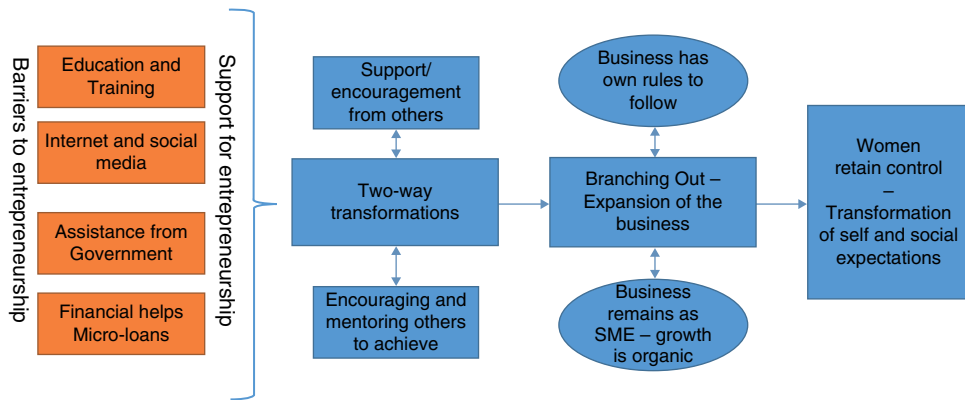 Barriers to entrepreneurship
Education and
Training
Internet and social
media
Assistance from
Government
Financial helps
Micro-loans
Support for entrepreneurship
Support/
encouragement
from others
Two-way
transformations
Encouraging and
mentoring others
to achieve
Business has
own rules to
follow
Branching Out –
Expansion of the
business
Business
remains as
SME – growth
is organic
Women
retain control
–
Transformation
of self and social
expectations